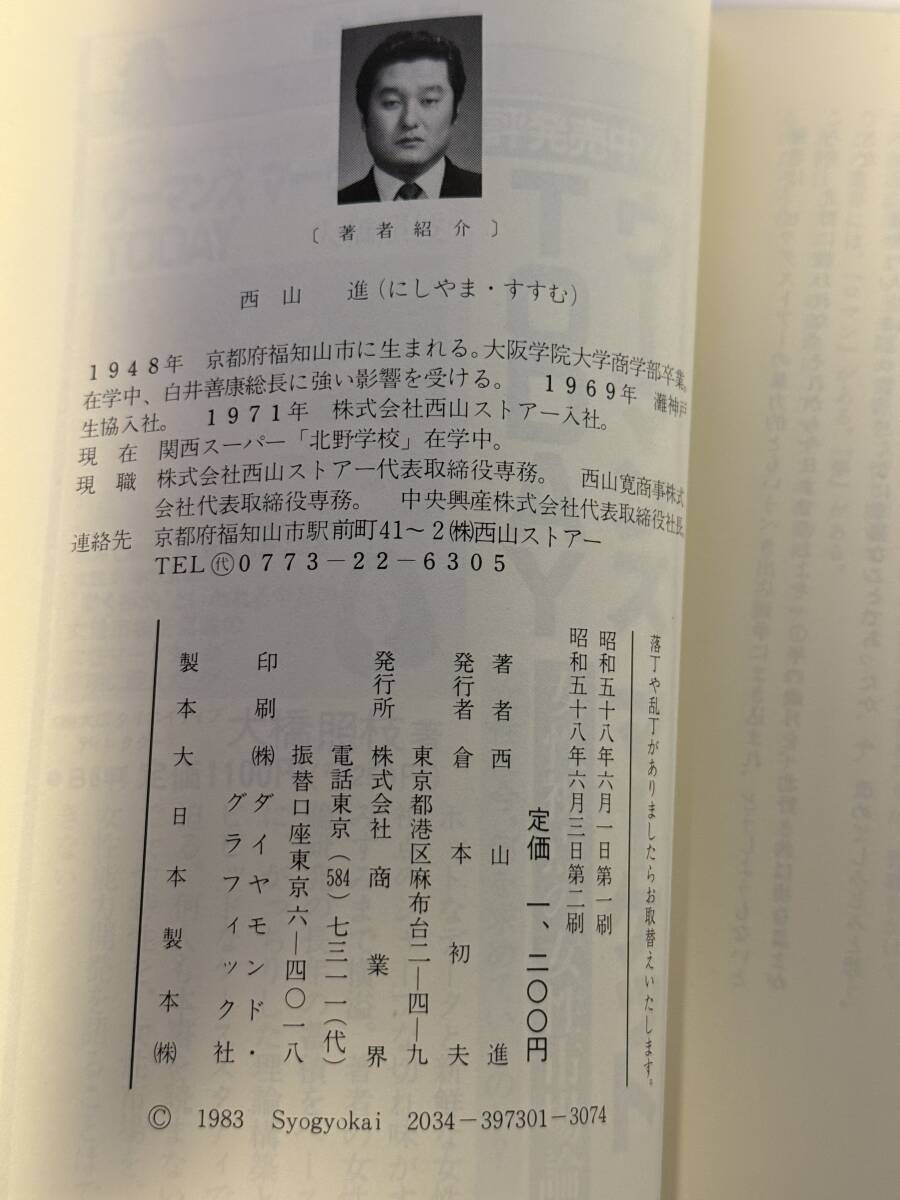 〔著者紹介〕
西山　進(にしやま・すすむ)
1948年　京都府福知山市に生まれる。大阪学院大学商学部卒業。
在学中、白井善康総長に強い影響を受ける。　1969年　灘神戸
生協入社。　1971年　株式会社西山ストアー入社。
現在　関西スーパー「北野学校」在学中。
現職　株式会社西山ストアー代表取締役専務。　西山寛商事株式
会社代表取締役専務。　中央興産株式会社代表取締役社長。
連絡先　京都府福知山市駅前町41〜2㈱西山ストアー
TEL㈹0773－22－6305
落丁や乱丁がありましたらお取替えいたします。
昭和五十八年六月一日第一刷
昭和五十八年六月三日第二刷
定価 一、二〇〇円
著者　西山　進
発行者　倉本初夫
東京都港区麻布台二—四—九
発行所　株式会社　商業界
電話東京(584)七三一一(代)
振替口座東京六—四〇一八
印刷　㈱ダイヤモンド・
グラフィック社
製本　大日本製本㈱
© 1983 Syogyokai 2034－397301－3074